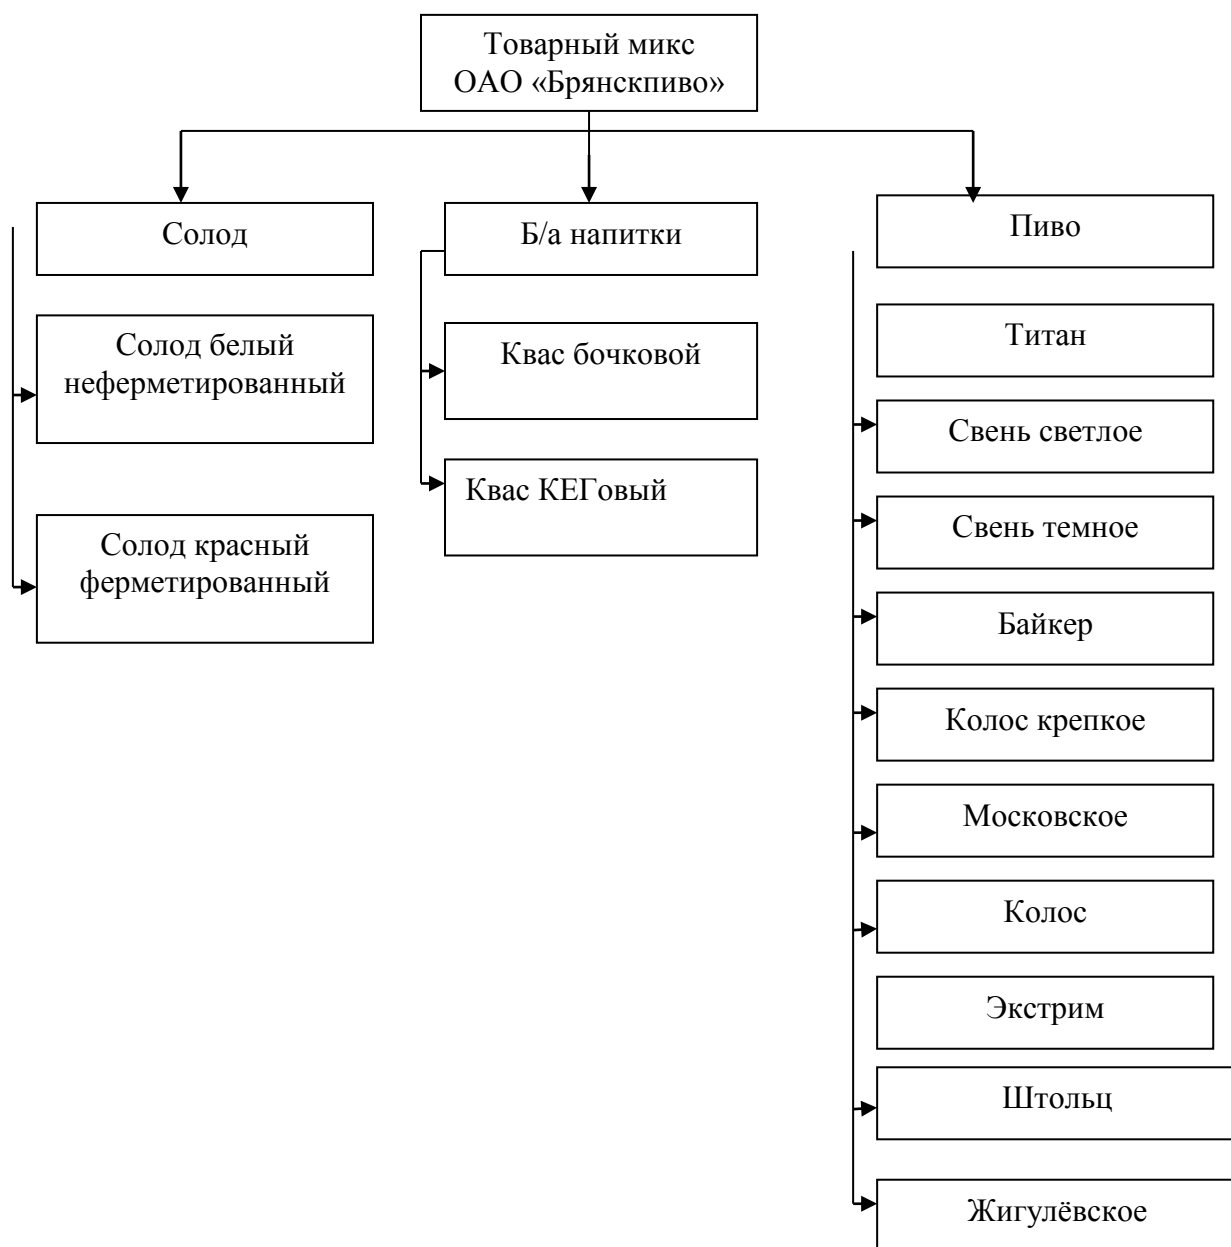 Товарный микс
ОАО «Брянскпиво»
Солод
Б/а напитки
Пиво
Солод белый
неферметированный
Солод красный
ферметированный
Квас бочковой
Квас КЕГовый
Титан
Свень светлое
Свень темное
Байкер
Колос крепкое
Московское
Колос
Экстрим
Штольц
Жигулёвское